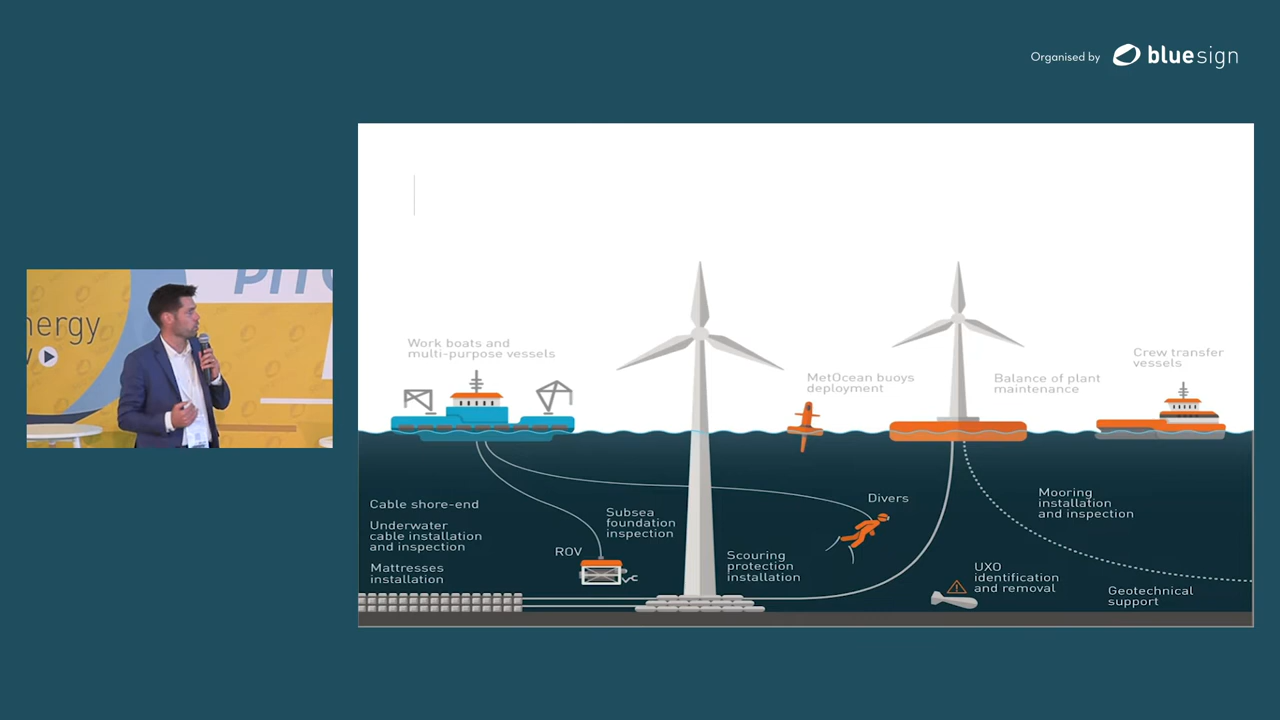 Organised by bluesign
PITC
nergy
Work boats and
multi-purpose vessels
MetOcean buoys
deployment
Balance of plant
maintenance
Crew transfer
vessels
Cable shore-end
Underwater
cable installation
and inspection
Mattresses
installation
ROV
Subsea
foundation
inspection
Scouring
protection
installation
Divers
Mooring
installation
and inspection
UXO
identification
and removal
Geotechnical
support